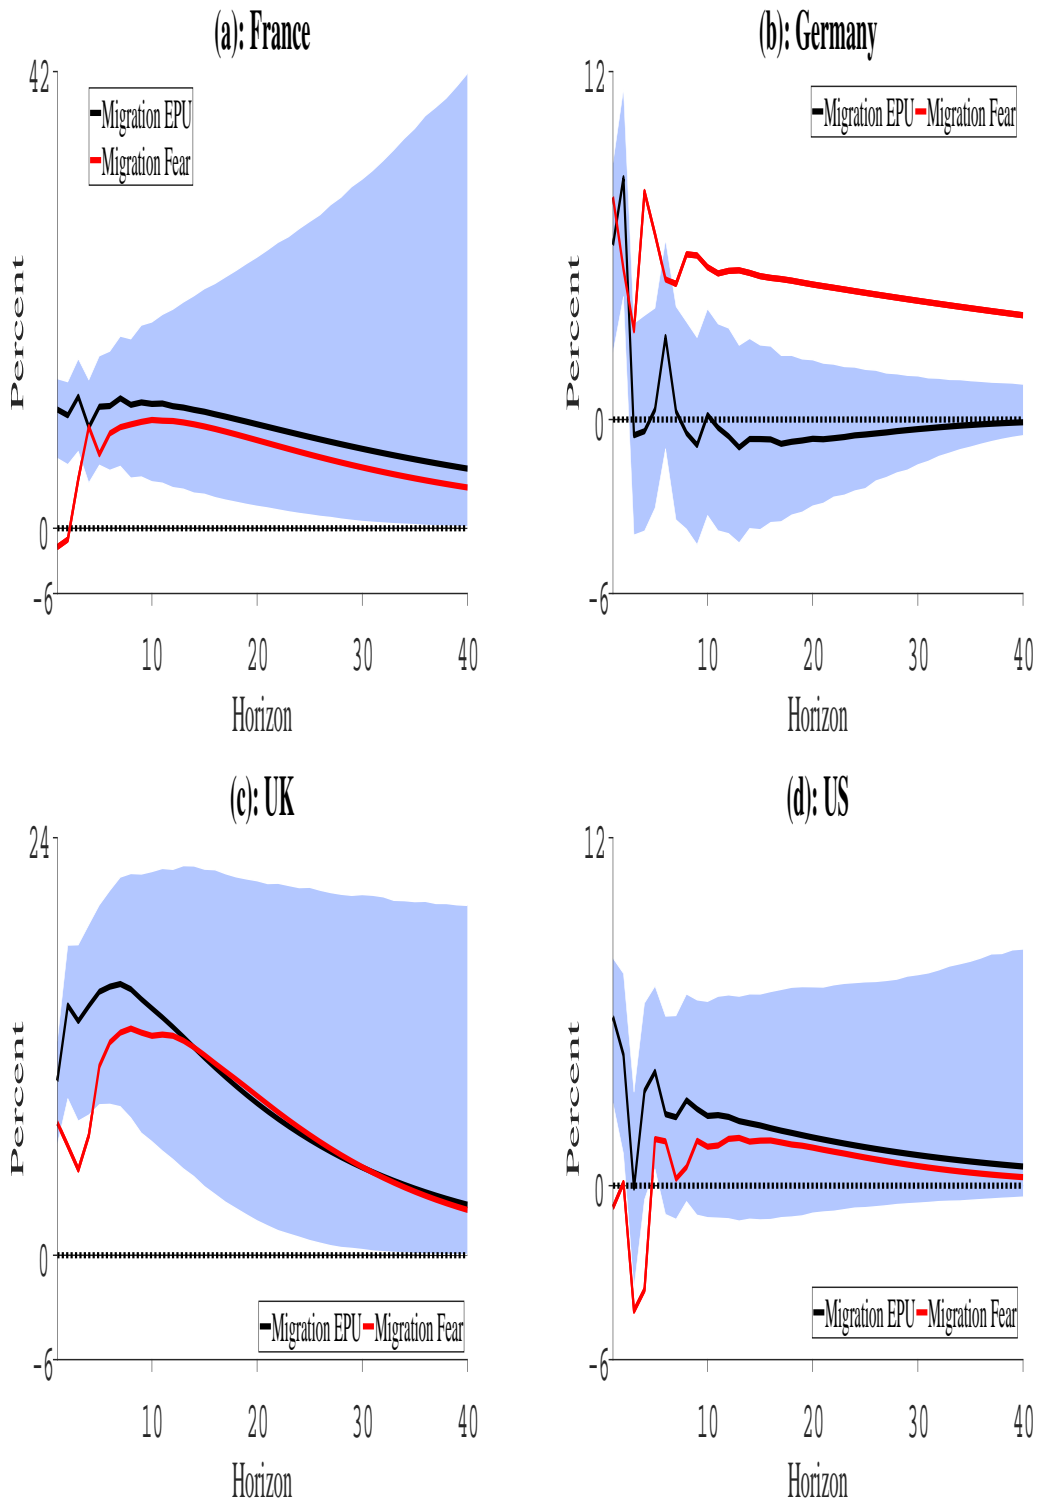 (a): France
42
Migration EPU
Migration Fear
Percent
0
-6
10 20 30 40
Horizon
(b): Germany
12
Migration EPU Migration Fear
Percent
0
-6
10 20 30 40
Horizon
(c): UK
24
Percent
0
Migration EPU Migration Fear
-6
10 20 30 40
Horizon
(d): US
12
Percent
0
Migration EPU Migration Fear
-6
10 20 30 40
Horizon